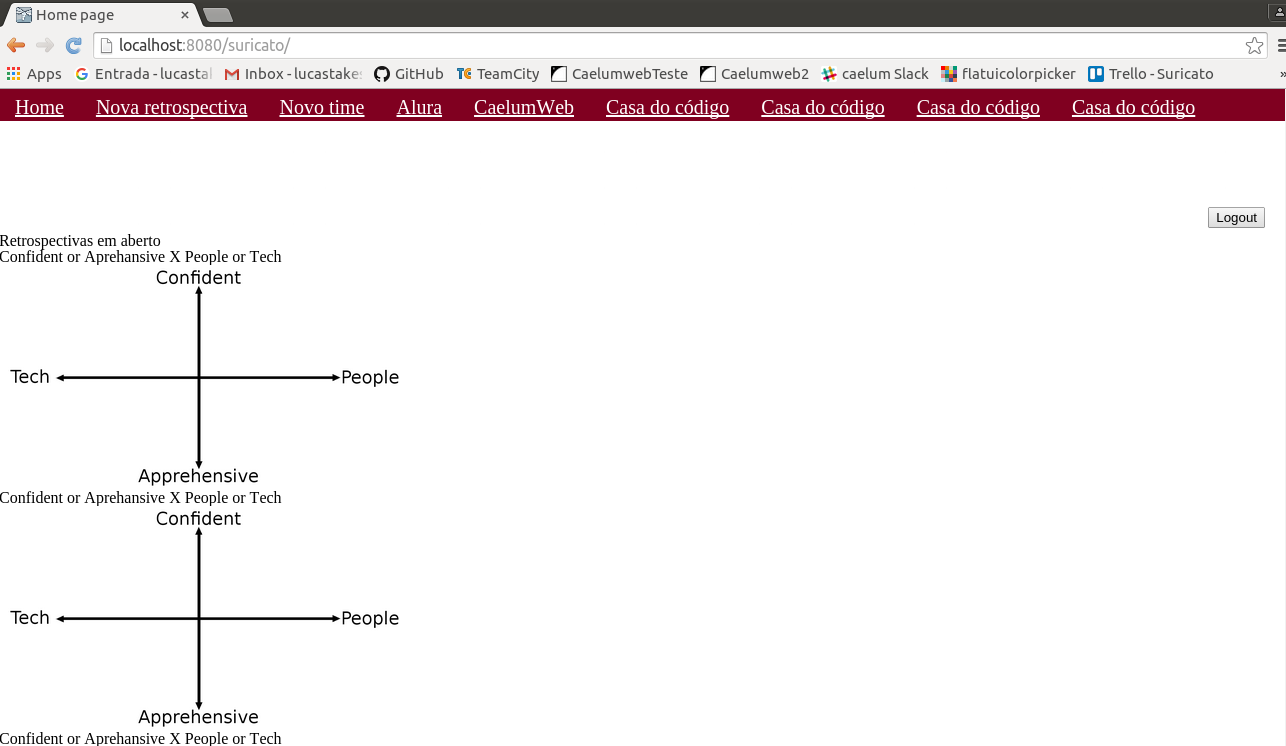 Home page
localhost:8080/suricato/
Apps Entrada - lucastal Inbox - lucastakes GitHub TeamCity CaelumwebTeste Caelumweb2 caelum Slack flatuicolorpicker Trello - Suricato »
Home Nova retrospectiva Novo time Alura CaelumWeb Casa do código Casa do código Casa do código Casa do código
Logout
Retrospectivas em aberto
Confident or Aprehansive X People or Tech
Confident
Tech People
Apprehensive
Confident or Aprehansive X People or Tech
Confident
Tech People
Apprehensive
Confident or Aprehansive X People or Tech